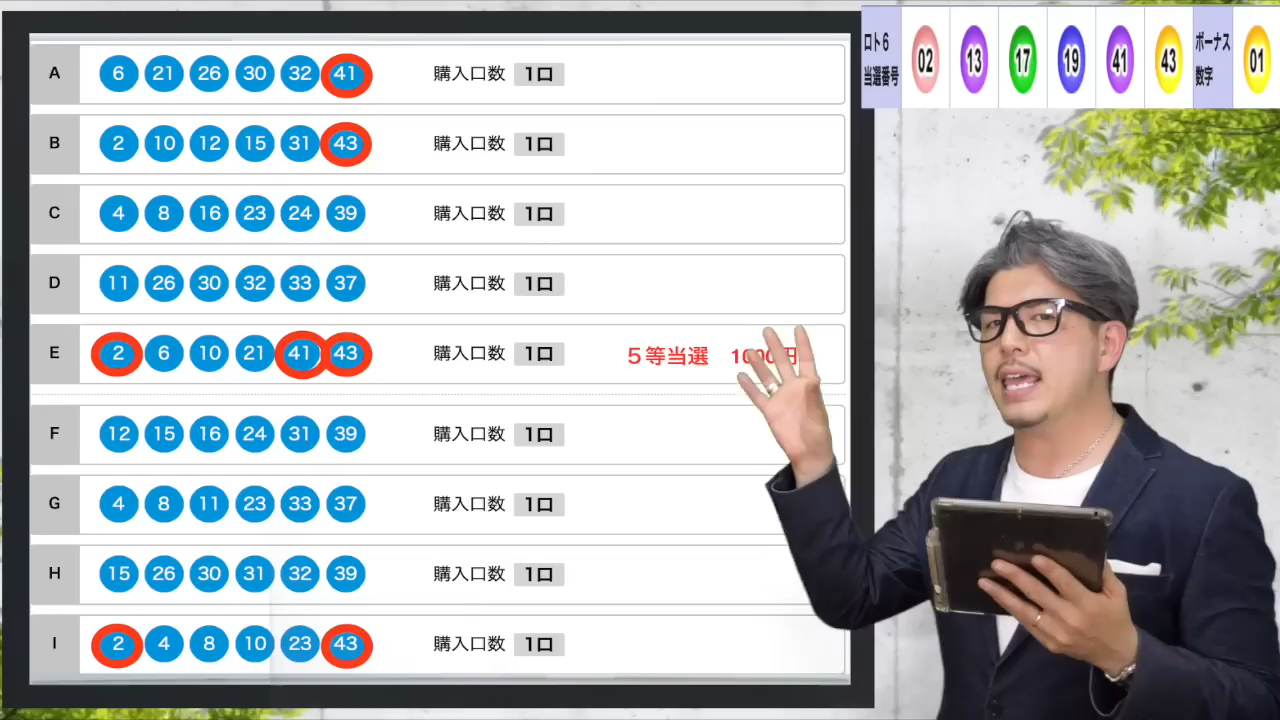 ロト6 当選番号 02 13 17 19 41 43 ボーナス数字 01
A 6 21 26 30 32 41 購入口数 1口
B 2 10 12 15 31 43 購入口数 1口
C 4 8 16 23 24 39 購入口数 1口
D 11 26 30 32 33 37 購入口数 1口
E 2 6 10 21 41 43 購入口数 1口 5等当選 1000円
F 12 15 16 24 31 39 購入口数 1口
G 4 8 11 23 33 37 購入口数 1口
H 15 26 30 31 32 39 購入口数 1口
I 2 4 8 10 23 43 購入口数 1口